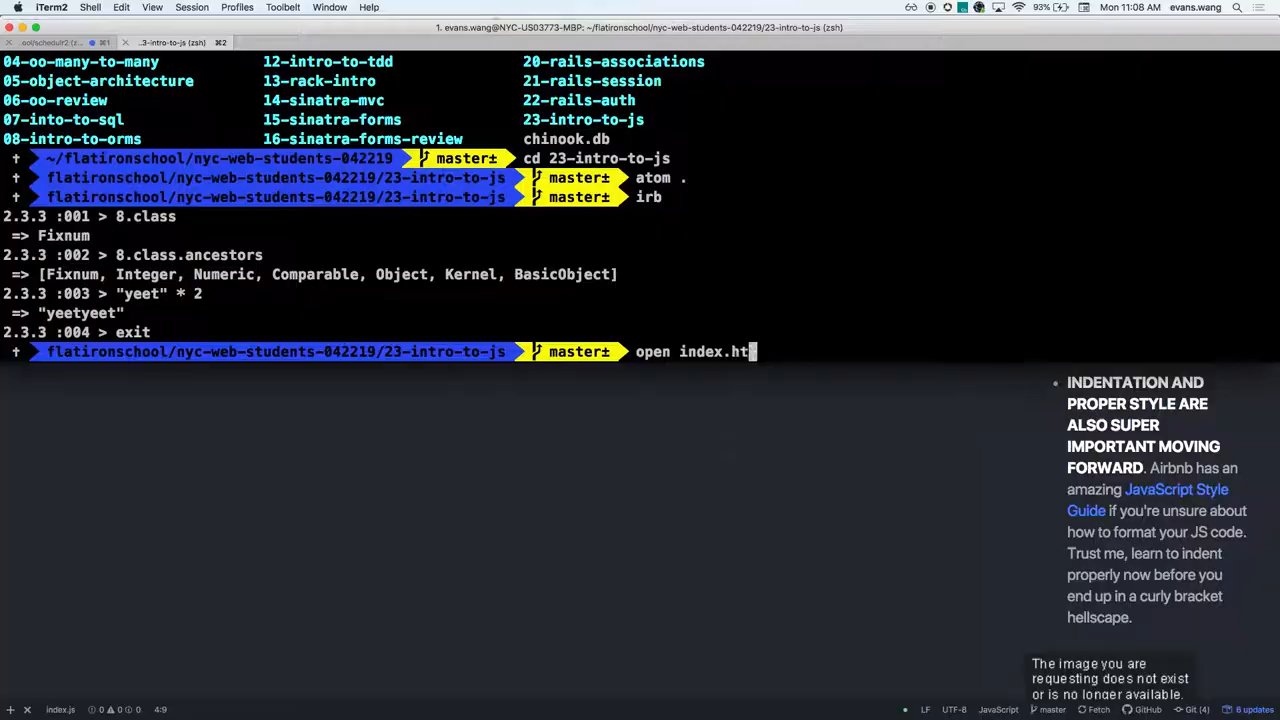 iTerm2 Shell Edit View Session Profiles Toolbelt Window Help 93% Mon 11:08 AM evans.wang
1. evans.wang@NYC-US03773-MBP: ~/flatironschool/nyc-web-students-042219/23-intro-to-js (zsh)
..ool/schedulr2 (z... ⌘1 ..3-intro-to-js (zsh) ⌘2
04-oo-many-to-many 12-intro-to-tdd 20-rails-associations
05-object-architecture 13-rack-intro 21-rails-session
06-oo-review 14-sinatra-mvc 22-rails-auth
07-into-to-sql 15-sinatra-forms 23-intro-to-js
08-intro-to-orms 16-sinatra-forms-review chinook.db
† ~/flatironschool/nyc-web-students-042219 master± cd 23-intro-to-js
† flatironschool/nyc-web-students-042219/23-intro-to-js master± atom .
† flatironschool/nyc-web-students-042219/23-intro-to-js master± irb
2.3.3 :001 > 8.class
=> Fixnum
2.3.3 :002 > 8.class.ancestors
=> [Fixnum, Integer, Numeric, Comparable, Object, Kernel, BasicObject]
2.3.3 :003 > "yeet" * 2
=> "yeetyeet"
2.3.3 :004 > exit
† flatironschool/nyc-web-students-042219/23-intro-to-js master± open index.ht
• INDENTATION AND
PROPER STYLE ARE
ALSO SUPER
IMPORTANT MOVING
FORWARD. Airbnb has an
amazing JavaScript Style
Guide if you're unsure about
how to format your JS code.
Trust me, learn to indent
properly now before you
end up in a curly bracket
hellscape.
The image you are
requesting does not exist
or is no longer available.
index.js 0 0 0 4:9 LF UTF-8 JavaScript master Fetch GitHub Git (4) 6 updates